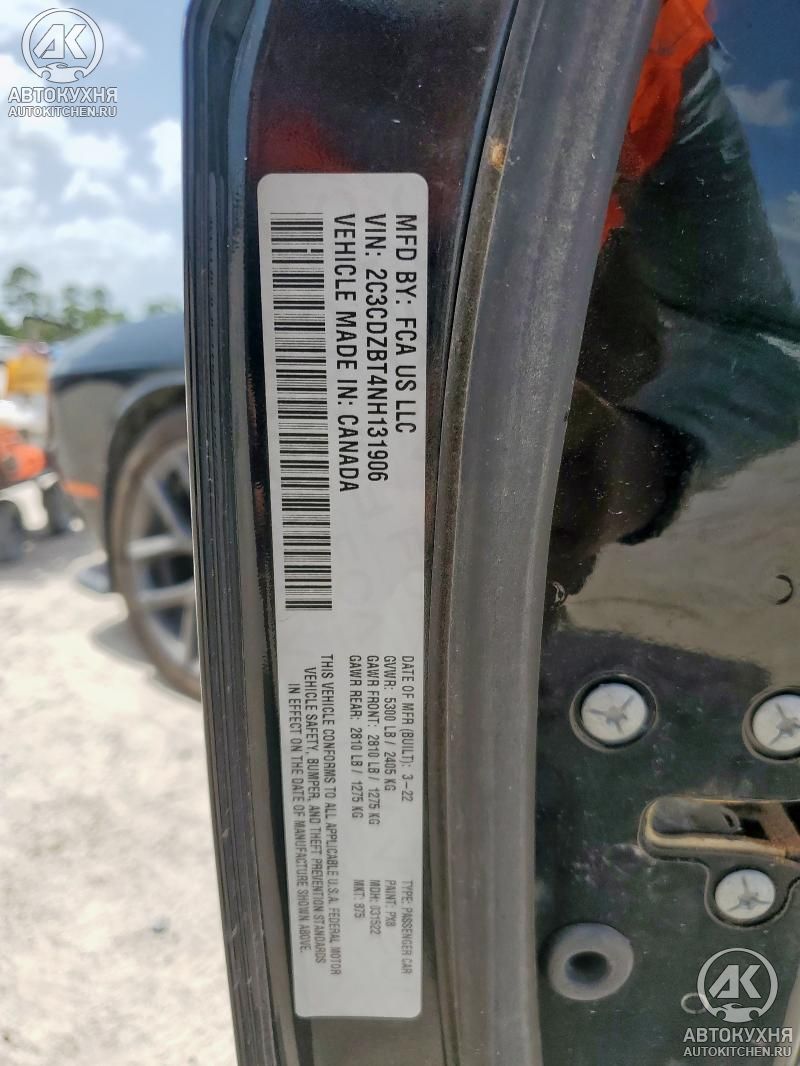 АК
АВТОКУХНЯ
AUTOKITCHEN.RU
MFD BY: FCA US LLC
VIN: 2C3CDZBT4NH131906
VEHICLE MADE IN: CANADA
DATE OF MFR (BUILT): 3-22
GVWR: 5300 LB / 2405 KG
GAWR FRONT: 2810 LB / 1275 KG
GAWR REAR: 2810 LB / 1275 KG
THIS VEHICLE CONFORMS TO ALL APPLICABLE U.S.A. FEDERAL MOTOR
VEHICLE SAFETY, BUMPER, AND THEFT PREVENTION STANDARDS
IN EFFECT ON THE DATE OF MANUFACTURE SHOWN ABOVE.
TYPE: PASSENGER CAR
PAINT: PX8
MDH: 031522
MKT: 975
АК
АВТОКУХНЯ
AUTOKITCHEN.RU